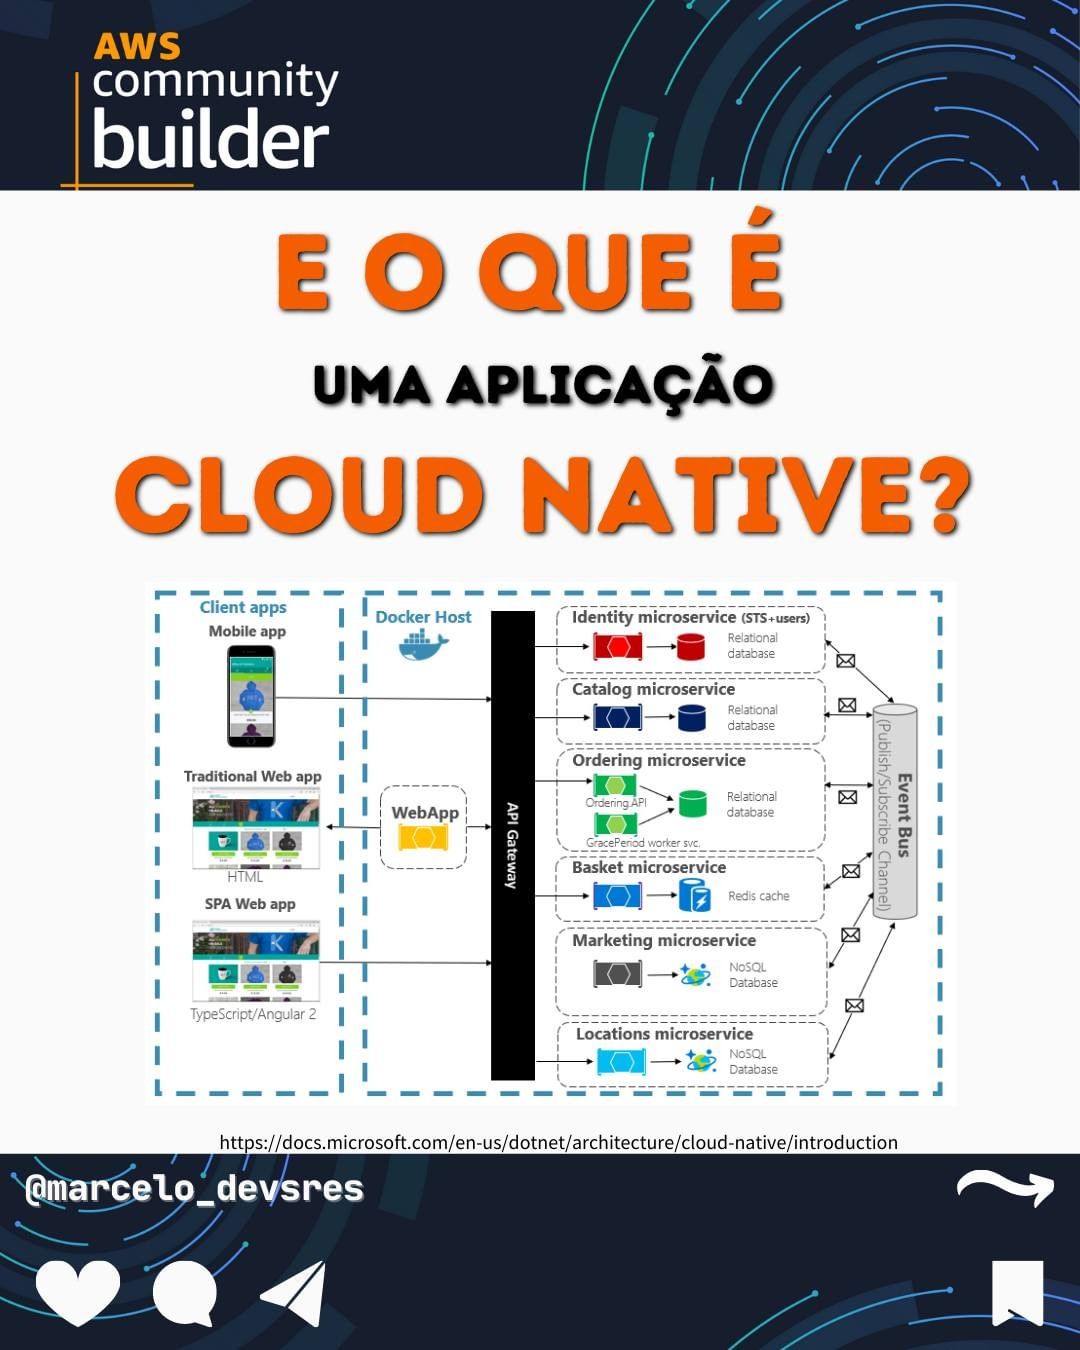 AWS
community
builder
E O QUE É
UMA APLICAÇÃO
CLOUD NATIVE?
Client apps
Mobile app
Traditional Web app
HTML
SPA Web app
TypeScript/Angular 2
Docker Host
WebApp
API Gateway
Identity microservice (STS+users)
Relational
database
Catalog microservice
Relational
database
Ordering microservice
Ordering API
Relational
database
GracePeriod worker svc.
Basket microservice
Redis cache
Marketing microservice
NoSQL
Database
Locations microservice
NoSQL
Database
Event Bus
(Publish/Subscribe Channel)
https://docs.microsoft.com/en-us/dotnet/architecture/cloud-native/introduction
@marcelo_devsres